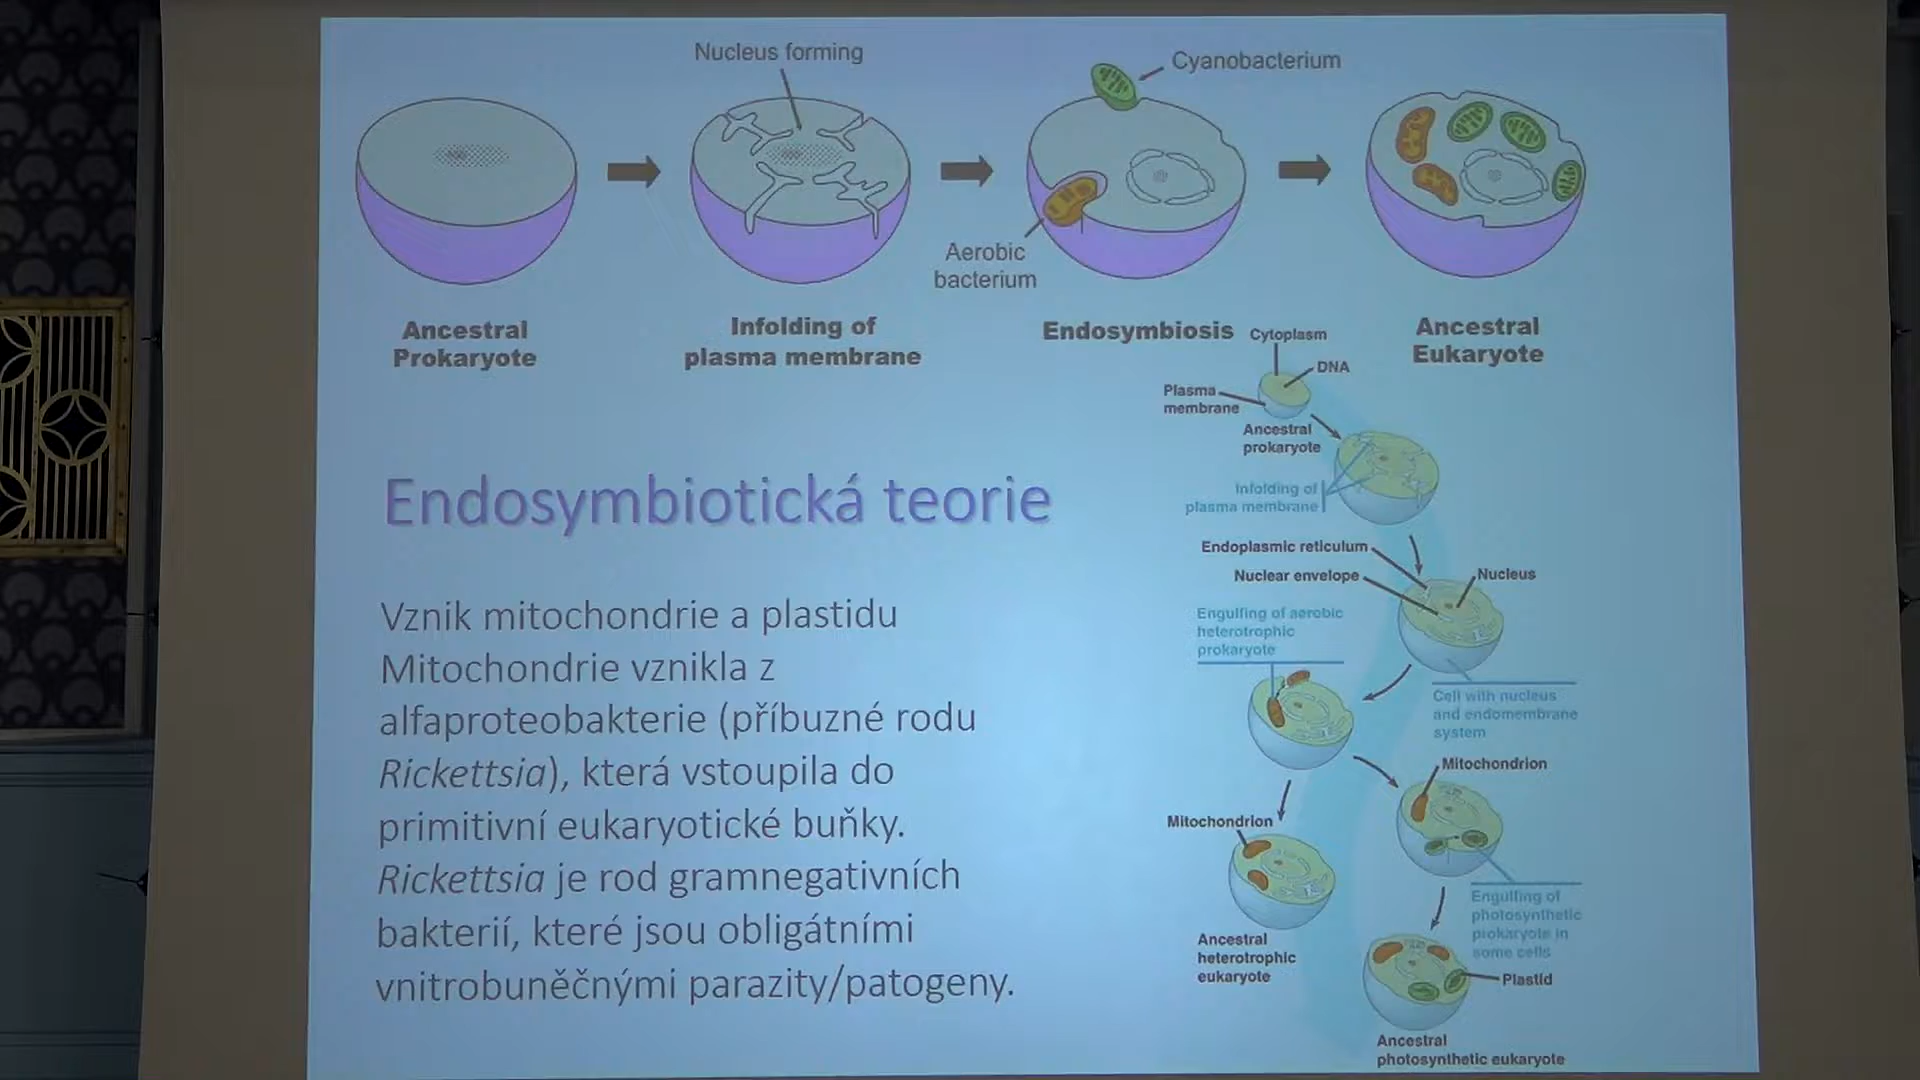 Nucleus forming
Cyanobacterium
Aerobic
bacterium
Ancestral
Prokaryote
Infolding of
plasma membrane
Endosymbiosis
Ancestral
Eukaryote
Endosymbiotická teorie
Vznik mitochondrie a plastidu
Mitochondrie vznikla z
alfaproteobakterie (příbuzné rodu
Rickettsia), která vstoupila do
primitivní eukaryotické buňky.
Rickettsia je rod gramnegativních
bakterií, které jsou obligátními
vnitrobuněčnými parazity/patogeny.
Cytoplasm
DNA
Plasma
membrane
Ancestral
prokaryote
Infolding of
plasma membrane
Endoplasmic reticulum
Nuclear envelope
Nucleus
Engulfing of aerobic
heterotrophic
prokaryote
Cell with nucleus
and endomembrane
system
Mitochondrion
Mitochondrion
Engulfing of
photosynthetic
prokaryote in
some cells
Ancestral
heterotrophic
eukaryote
Plastid
Ancestral
photosynthetic eukaryote